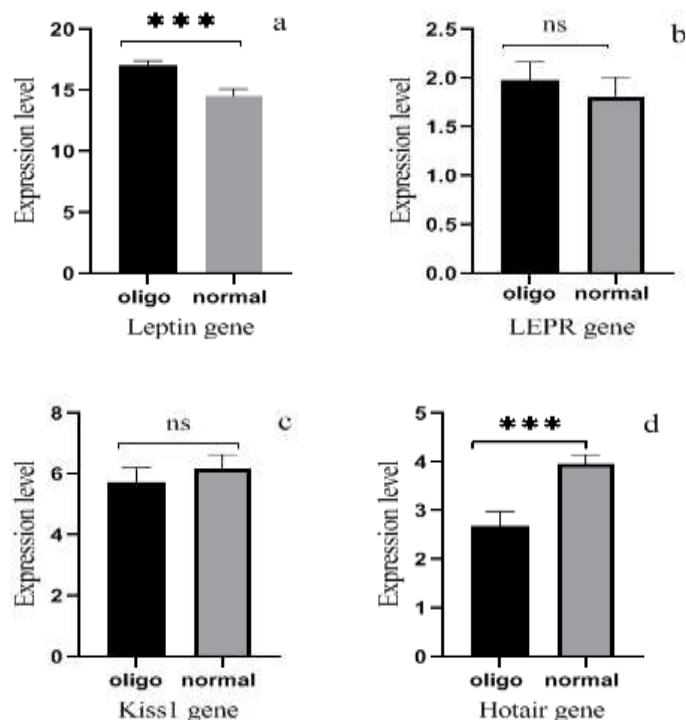 *** a
Expression level
20
15
10
5
0
oligo normal
Leptin gene
ns b
Expression level
2.5
2.0
1.5
1.0
0.5
0.0
oligo normal
LEPR gene
ns c
Expression level
8
6
4
2
0
oligo normal
Kiss1 gene
*** d
Expression level
5
4
3
2
1
0
oligo normal
Hotair gene